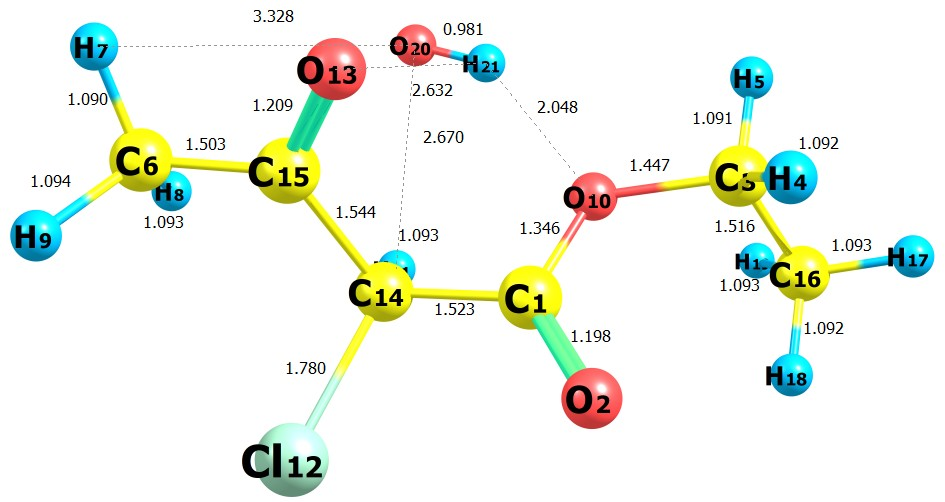 3.328
0.981
H7
O20
H21
O13
2.632
H5
1.090
1.209
2.048
1.091
1.092
2.670
1.503
C6
C15
1.447
C3
H4
1.094
H8
O10
1.093
1.544
1.346
1.516
H9
1.093
1.093
H17
C16
1.093
C14
C1
1.523
1.198
1.092
1.780
H18
O2
Cl12